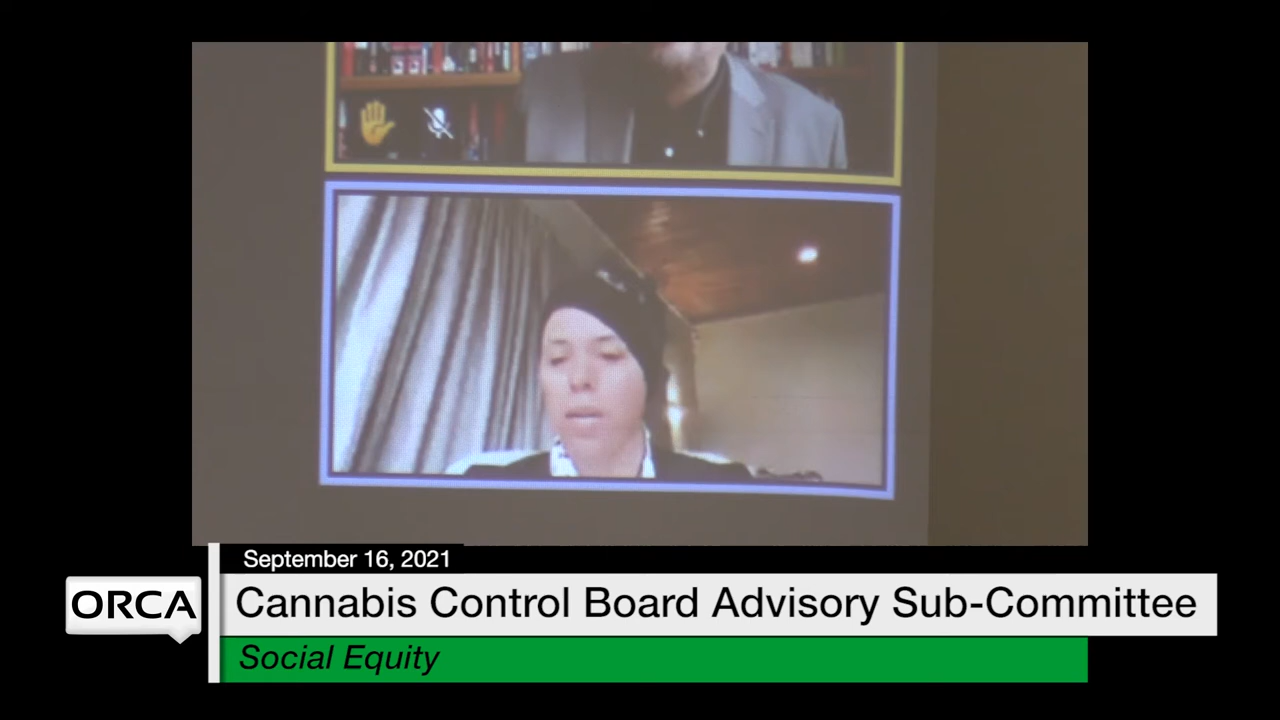 September 16, 2021
ORCA
Cannabis Control Board Advisory Sub-Committee
Social Equity